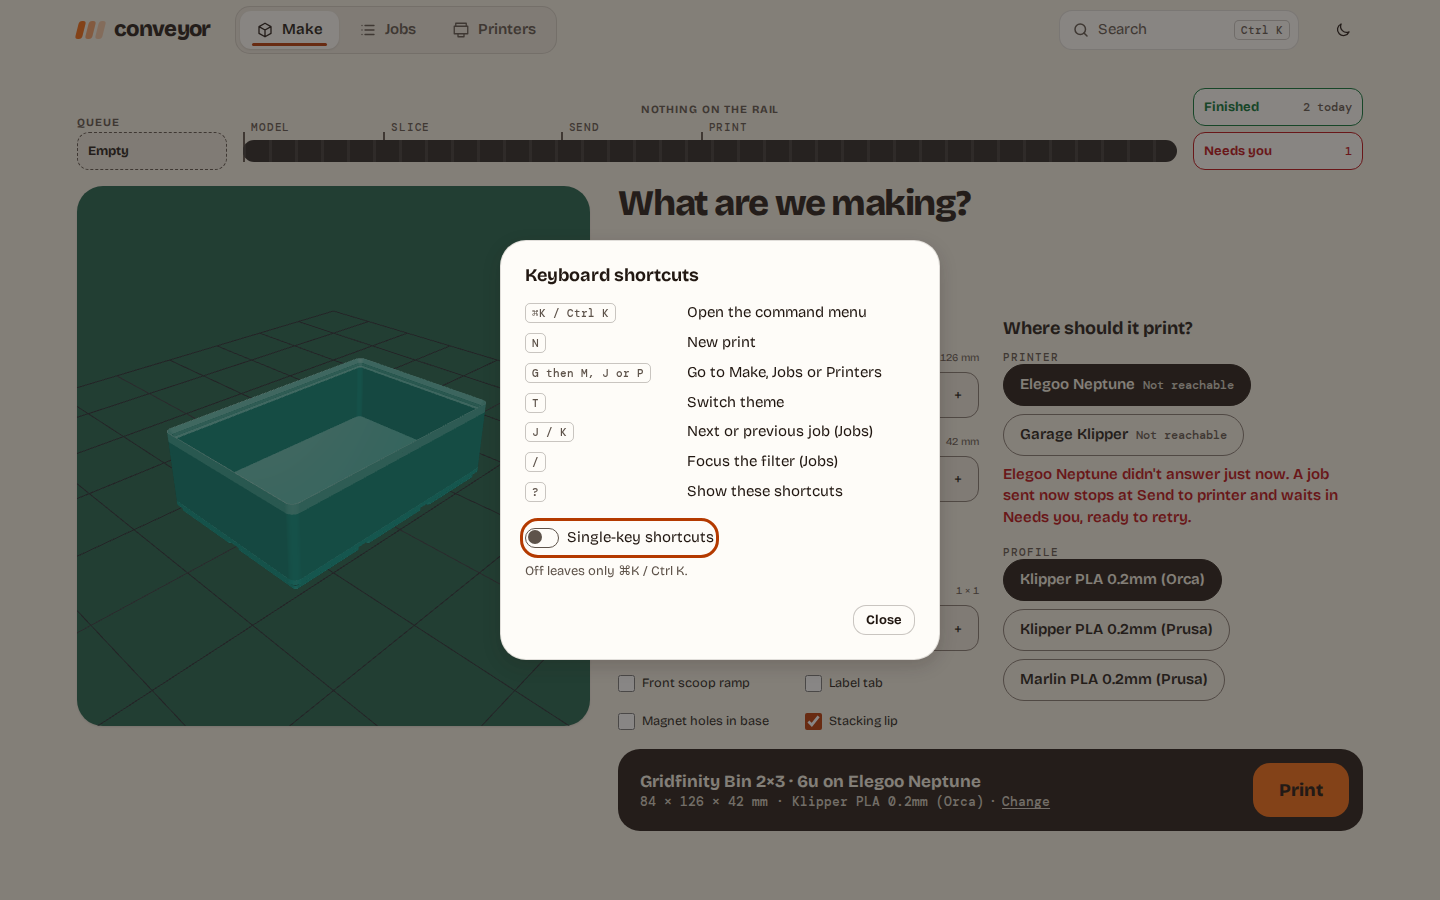 conveyor
Make
Jobs
Printers
Search
Ctrl K
QUEUE
Empty
NOTHING ON THE RAIL
MODEL
SLICE
SEND
PRINT
Finished 2 today
Needs you 1
What are we making?
Keyboard shortcuts
⌘K / Ctrl K Open the command menu
N New print
G then M, J or P Go to Make, Jobs or Printers
T Switch theme
J / K Next or previous job (Jobs)
/ Focus the filter (Jobs)
? Show these shortcuts
Single-key shortcuts
Off leaves only ⌘K / Ctrl K.
Close
126 mm
+
42 mm
+
1 × 1
+
Front scoop ramp
Label tab
Magnet holes in base
Stacking lip
Where should it print?
PRINTER
Elegoo Neptune Not reachable
Garage Klipper Not reachable
Elegoo Neptune didn't answer just now. A job
sent now stops at Send to printer and waits in
Needs you, ready to retry.
PROFILE
Klipper PLA 0.2mm (Orca)
Klipper PLA 0.2mm (Prusa)
Marlin PLA 0.2mm (Prusa)
Gridfinity Bin 2×3 · 6u on Elegoo Neptune
84 × 126 × 42 mm · Klipper PLA 0.2mm (Orca) · Change
Print